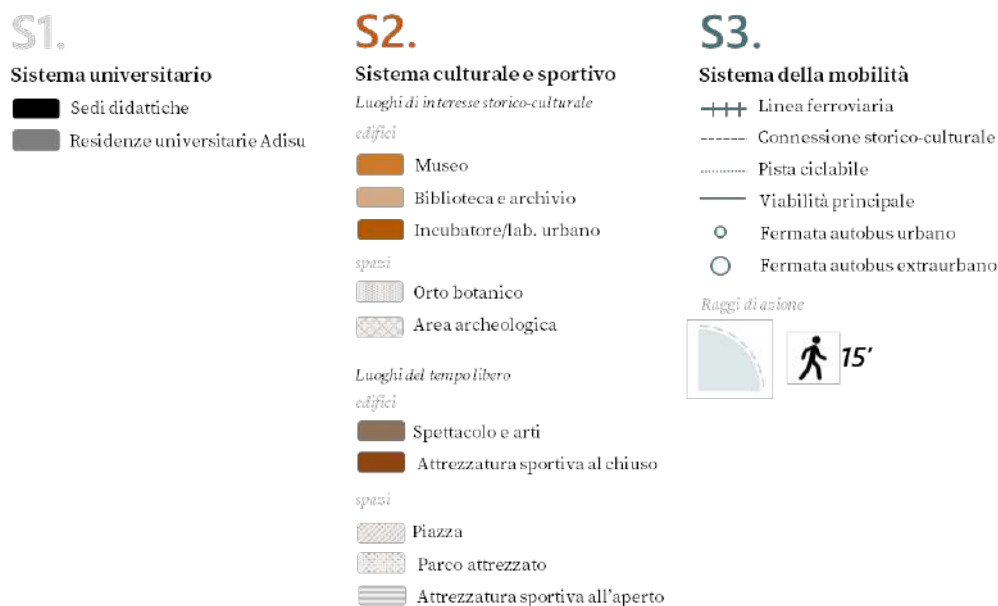 S1.
Sistema universitario
Sedi didattiche
Residenze universitarie Adisu
S2.
Sistema culturale e sportivo
Luoghi di interesse storico-culturale
edifici
Museo
Biblioteca e archivio
Incubatore/lab. urbano
spazi
Orto botanico
Area archeologica
Luoghi del tempo libero
edifici
Spettacolo e arti
Attrezzatura sportiva al chiuso
spazi
Piazza
Parco attrezzato
Attrezzatura sportiva all'aperto
S3.
Sistema della mobilità
Linea ferroviaria
Connessione storico-culturale
Pista ciclabile
Viabilità principale
Fermata autobus urbano
Fermata autobus extraurbano
Raggi di azione
15'